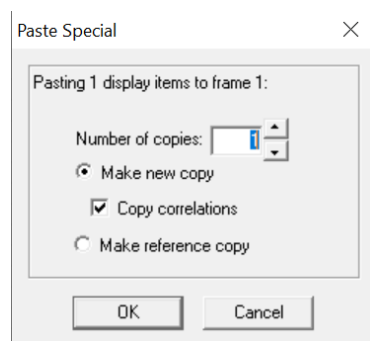 Paste Special
Pasting 1 display items to frame 1:
Number of copies: 1
Make new copy
Copy correlations
Make reference copy
OK Cancel